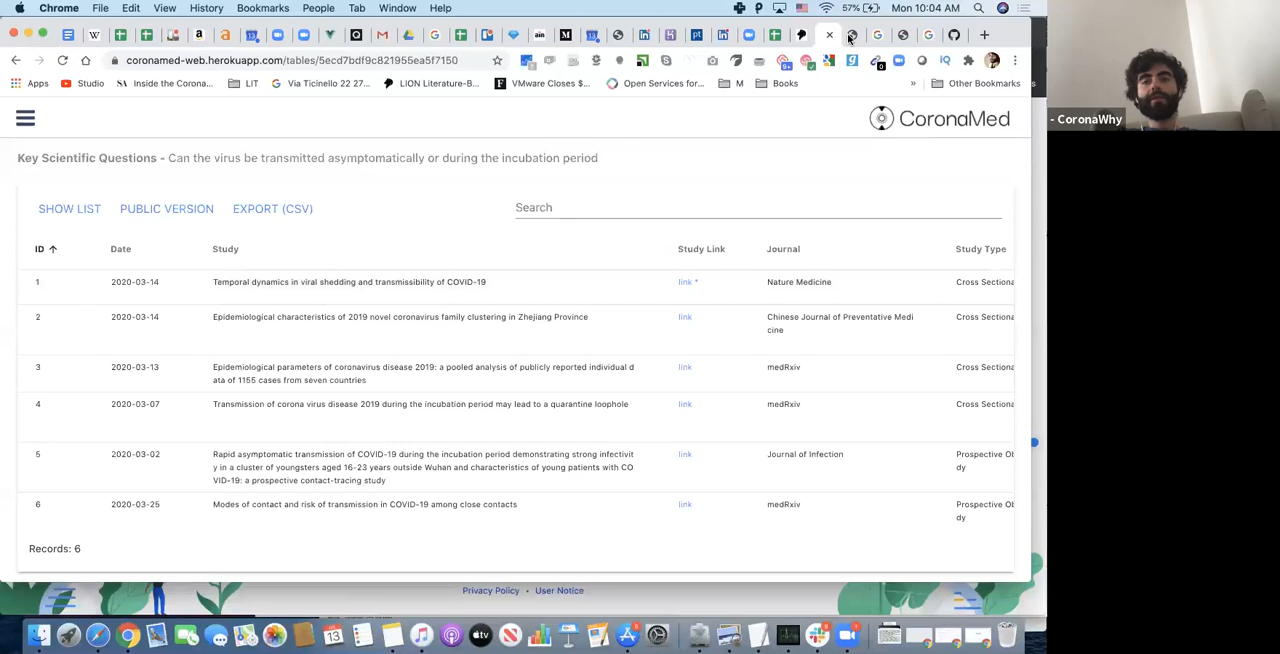 Chrome File Edit View History Bookmarks People Tab Window Help 57% Mon 10:04 AM
coronamed-web.herokuapp.com/tables/5ecd7bdf9c821955ea5f7150
Apps Studio Inside the Corona... LIT Via Ticinello 22 27... LION Literature-B... VMware Closes $... Open Services for... M Books » Other Bookmarks
- CoronaWhy
CoronaMed
Key Scientific Questions - Can the virus be transmitted asymptomatically or during the incubation period
SHOW LIST PUBLIC VERSION EXPORT (CSV) Search
ID Date Study Study Link Journal Study Type
1 2020-03-14 Temporal dynamics in viral shedding and transmissibility of COVID-19 link * Nature Medicine Cross Sectiona
2 2020-03-14 Epidemiological characteristics of 2019 novel coronavirus family clustering in Zhejiang Province link Chinese Journal of Preventative Medi Cross Sectiona
cine
3 2020-03-13 Epidemiological parameters of coronavirus disease 2019: a pooled analysis of publicly reported individual d link medRxiv Cross Sectiona
ata of 1155 cases from seven countries
4 2020-03-07 Transmission of corona virus disease 2019 during the incubation period may lead to a quarantine loophole link medRxiv Cross Sectiona
5 2020-03-02 Rapid asymptomatic transmission of COVID-19 during the incubation period demonstrating strong infectivit link Journal of Infection Prospective Ob
y in a cluster of youngsters aged 16-23 years outside Wuhan and characteristics of young patients with CO dy
VID-19: a prospective contact-tracing study
6 2020-03-25 Modes of contact and risk of transmission in COVID-19 among close contacts link medRxiv Prospective Ob
dy
Records: 6
Privacy Policy • User Notice